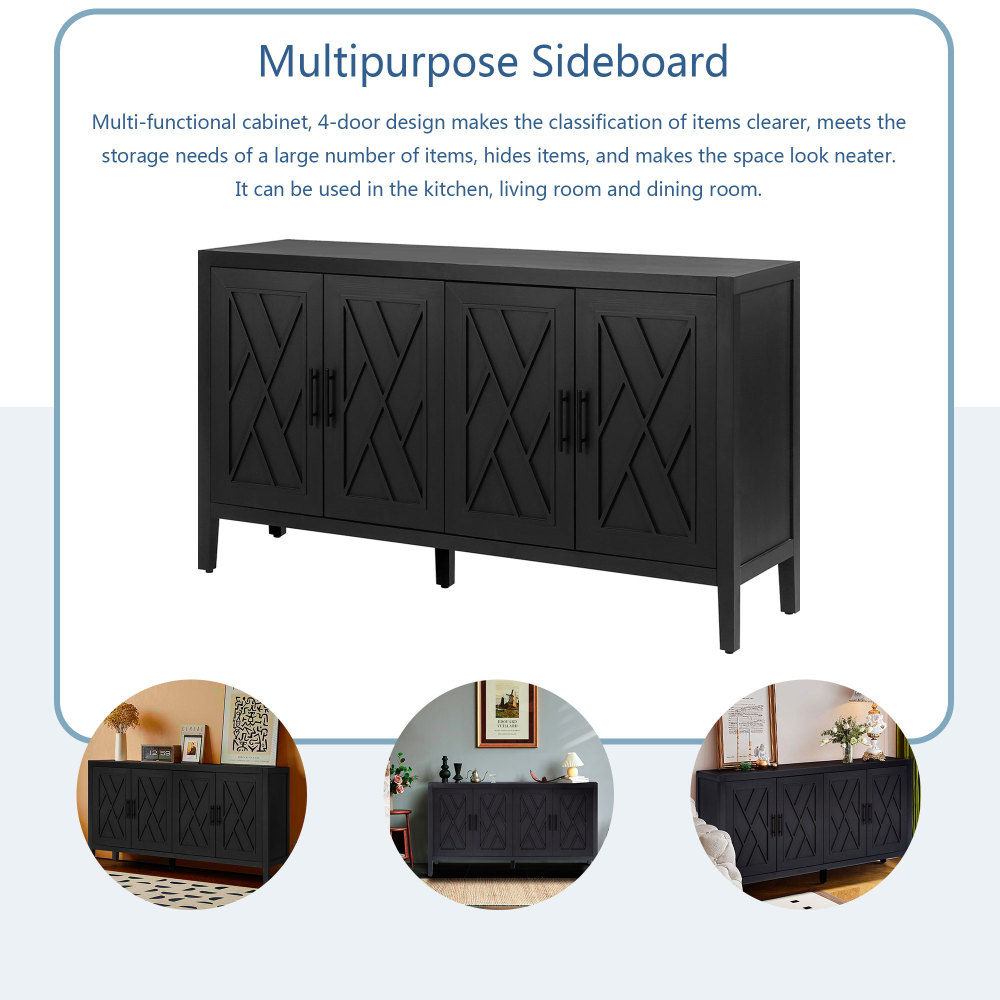 Multipurpose Sideboard
Multi-functional cabinet, 4-door design makes the classification of items clearer, meets the
storage needs of a large number of items, hides items, and makes the space look neater.
It can be used in the kitchen, living room and dining room.
EDOUARD
VUILLARD